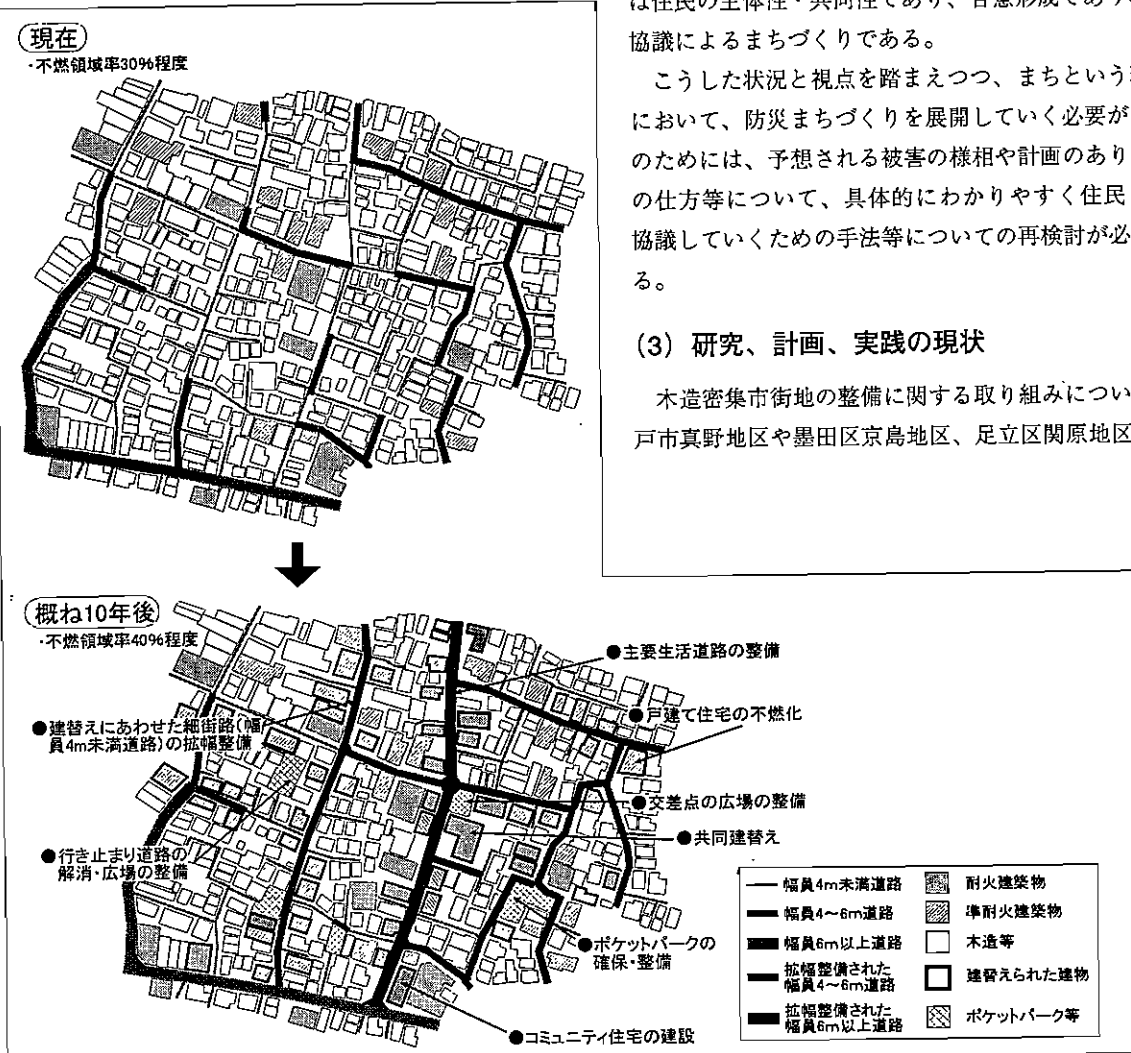 は住民の主体性・共同性であり、合意形成であり
協議によるまちづくりである。
こうした状況と視点を踏まえつつ、まちという
において、防災まちづくりを展開していく必要が
のためには、予想される被害の様相や計画のあり
の仕方等について、具体的にわかりやすく住民
協議していくための手法等についての再検討が必
る。
(3) 研究、計画、実践の現状
木造密集市街地の整備に関する取り組みについ
戸市真野地区や墨田区京島地区、足立区関原地区
現在
・不燃領域率30%程度
概ね10年後
・不燃領域率40%程度
●建替えにあわせた細街路(幅
員4m未満道路)の拡幅整備
●行き止まり道路の
解消・広場の整備
●主要生活道路の整備
●戸建て住宅の不燃化
●交差点の広場の整備
●共同建替え
●ポケットパークの
確保・整備
●コミュニティ住宅の建設
幅員4m未満道路
幅員4~6m道路
幅員6m以上道路
拡幅整備された
幅員4~6m道路
拡幅整備された
幅員6m以上道路
耐火建築物
準耐火建築物
木造等
建替えられた建物
ポケットパーク等